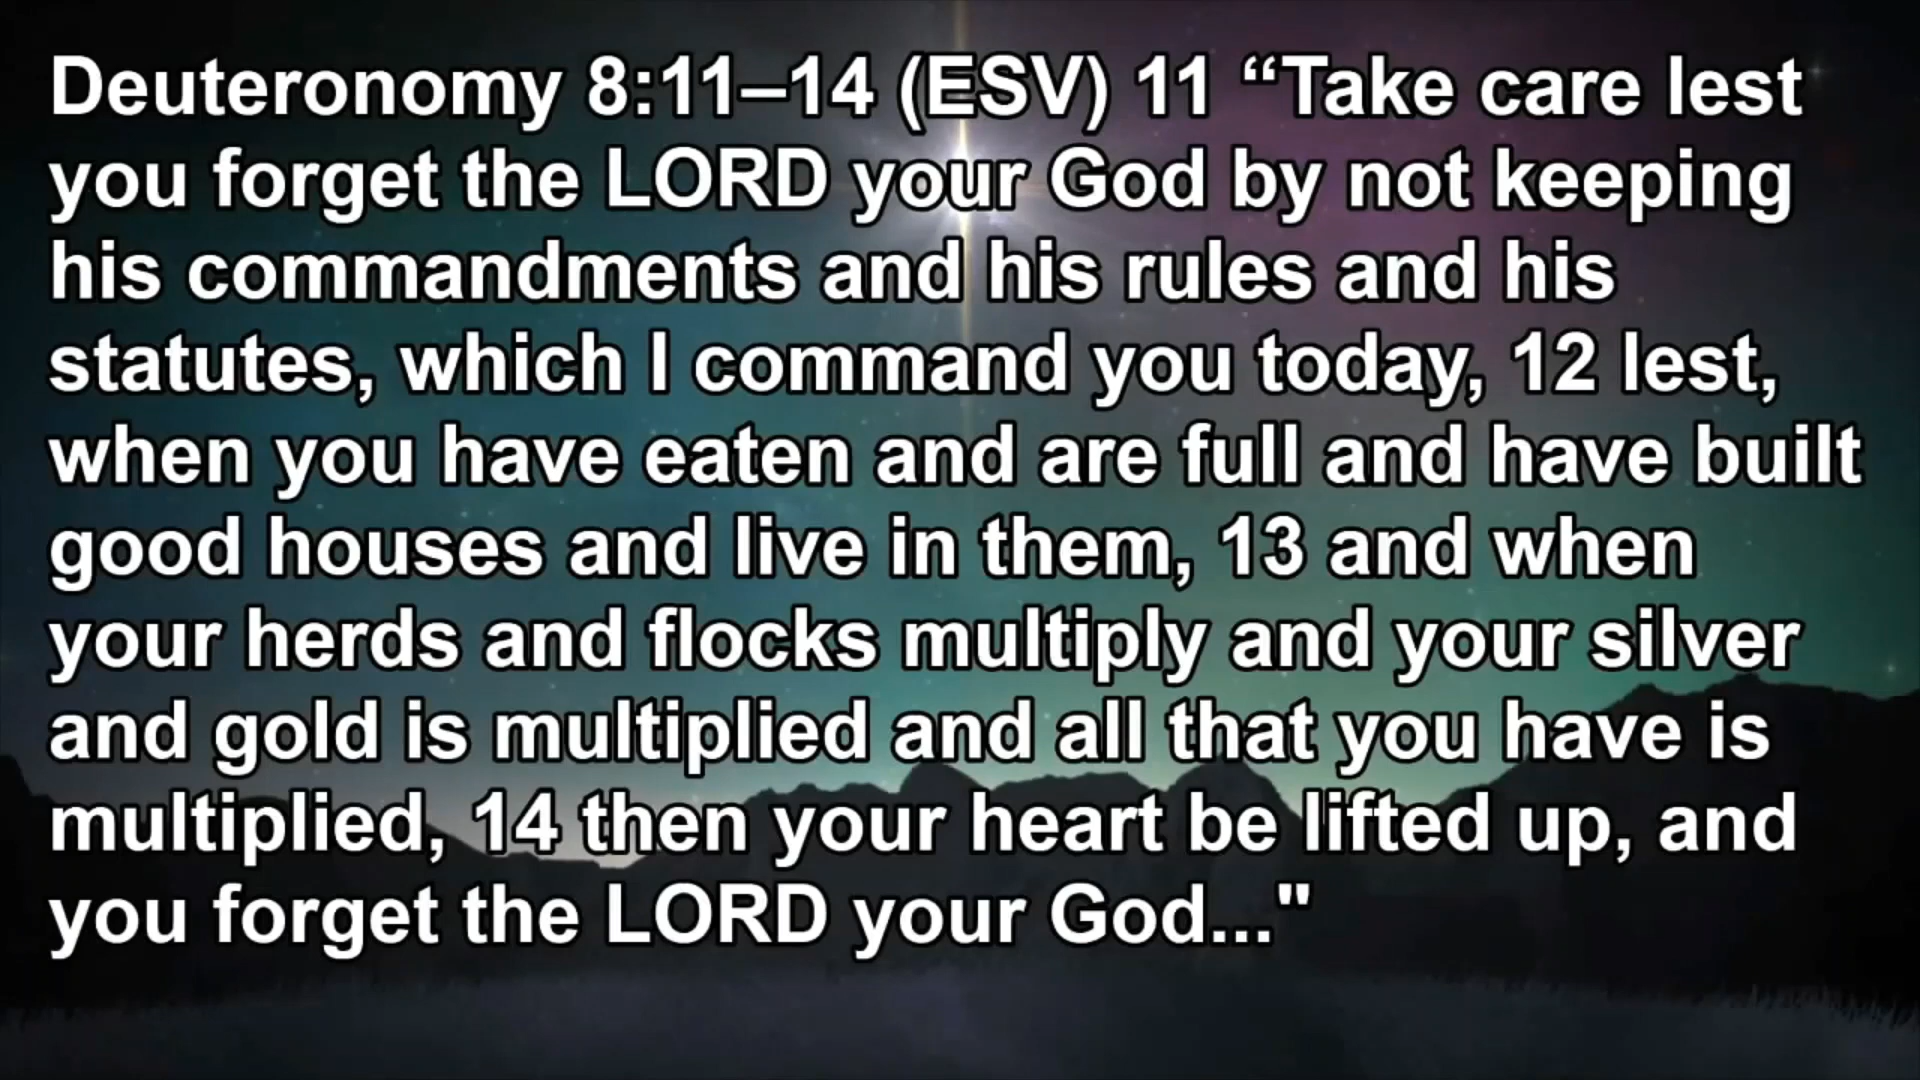 Deuteronomy 8:11–14 (ESV) 11 “Take care lest
you forget the LORD your God by not keeping
his commandments and his rules and his
statutes, which I command you today, 12 lest,
when you have eaten and are full and have built
good houses and live in them, 13 and when
your herds and flocks multiply and your silver
and gold is multiplied and all that you have is
multiplied, 14 then your heart be lifted up, and
you forget the LORD your God..."